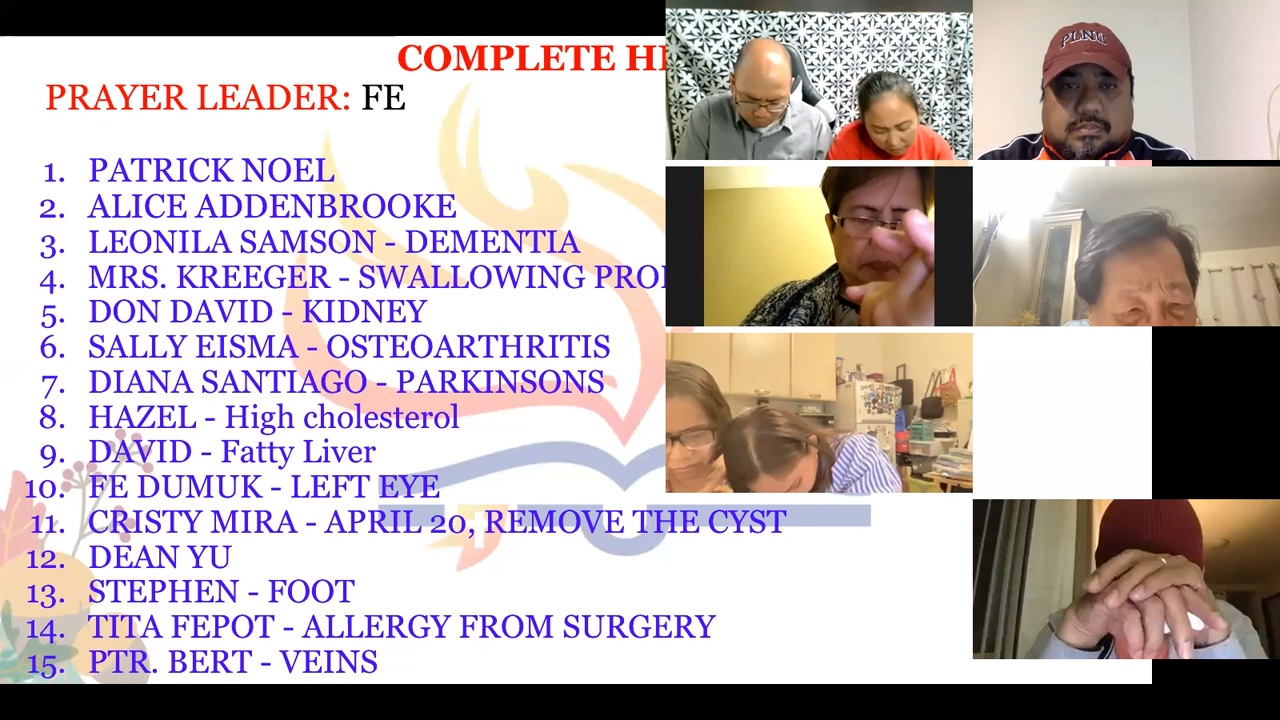 COMPLETE
PRAYER LEADER: FE
1. PATRICK NOEL
2. ALICE ADDENBROOKE
3. LEONILA SAMSON - DEMENTIA
4. MRS. KREEGER - SWALLOWING
5. DON DAVID - KIDNEY
6. SALLY EISMA - OSTEOARTHRITIS
7. DIANA SANTIAGO - PARKINSONS
8. HAZEL - High cholesterol
9. DAVID - Fatty Liver
10. FE DUMUK - LEFT EYE
11. CRISTY MIRA - APRIL 20, REMOVE THE CYST
12. DEAN YU
13. STEPHEN - FOOT
14. TITA FEPOT - ALLERGY FROM SURGERY
15. PTR. BERT - VEINS
PLNU